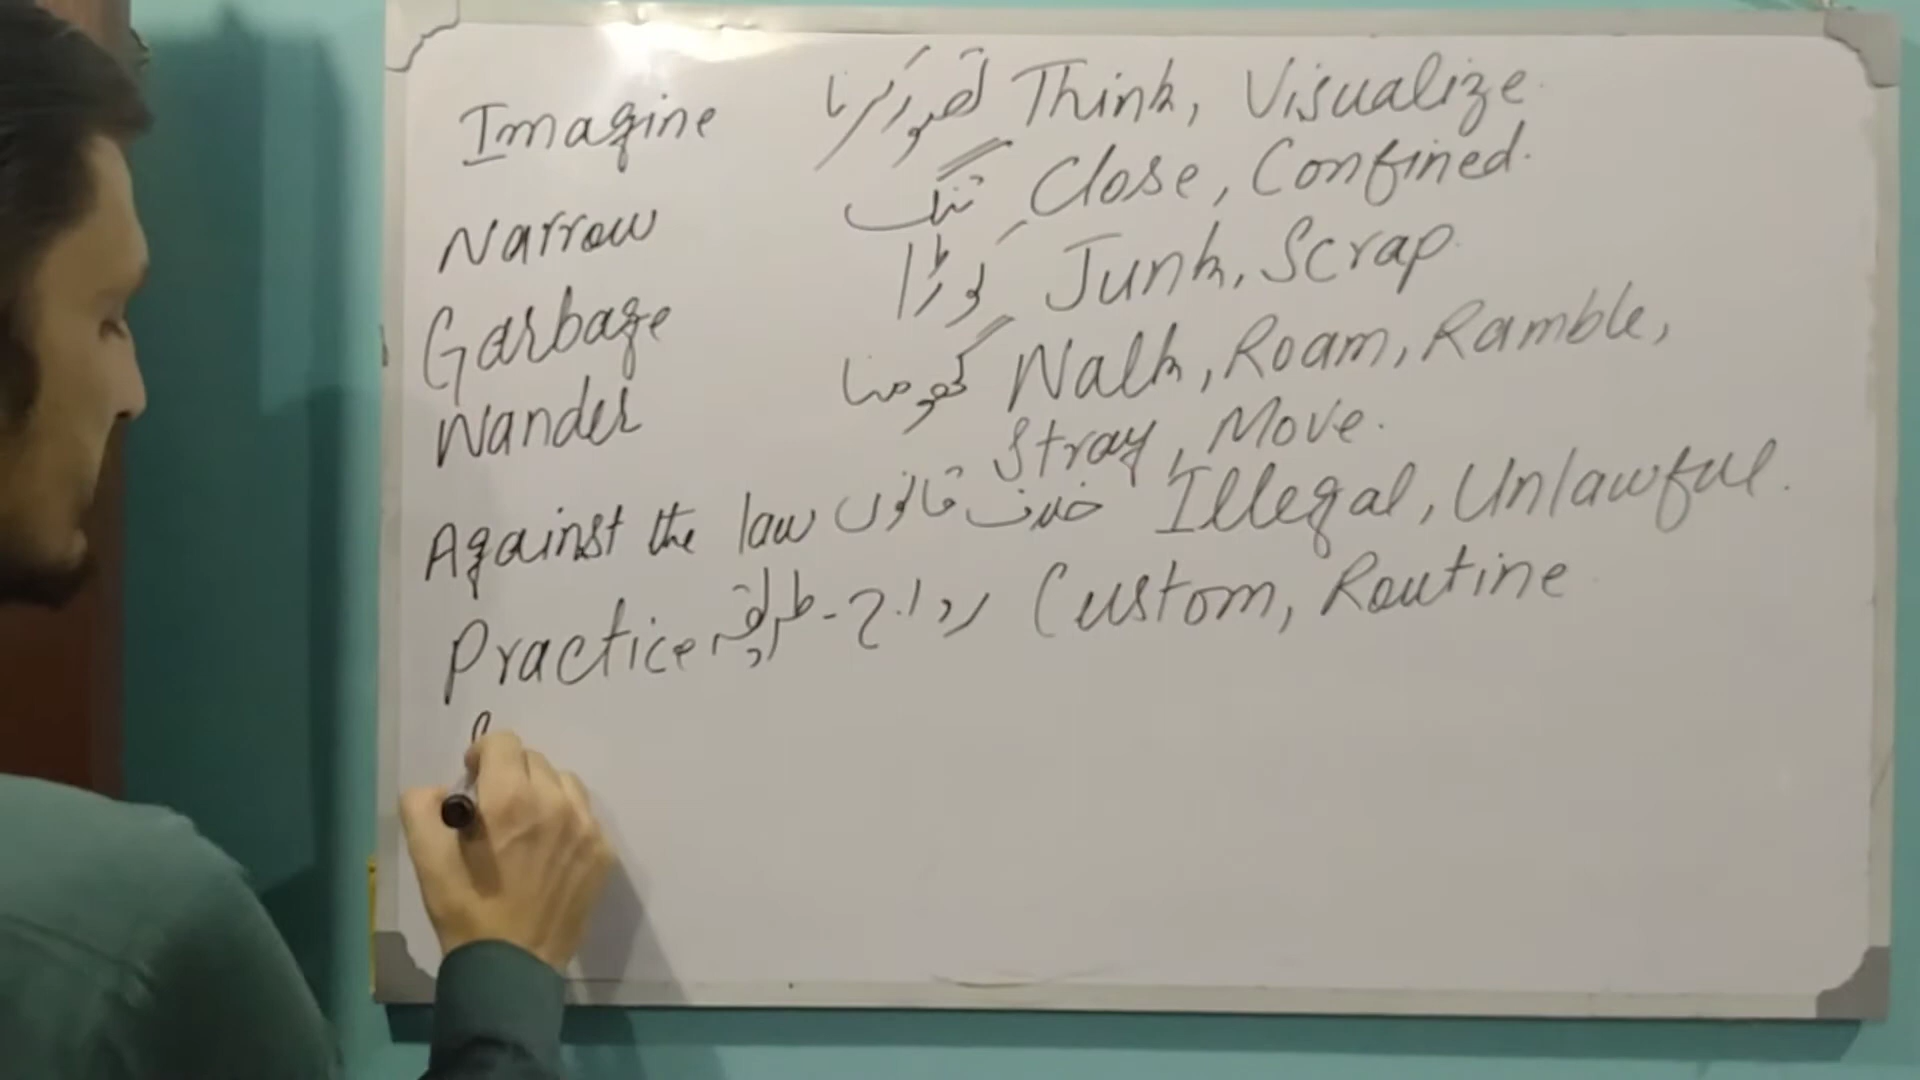 Imagine تصور کرنا Think, Visualize.
Narrow تنگ Close, Confined.
Garbage کوڑا Junk, Scrap.
Wander گھومنا Walk, Roam, Ramble,
Stray, Move.
Against the law خلاف قانون Illegal, Unlawful.
Practice رواج - طریقہ Custom, Routine